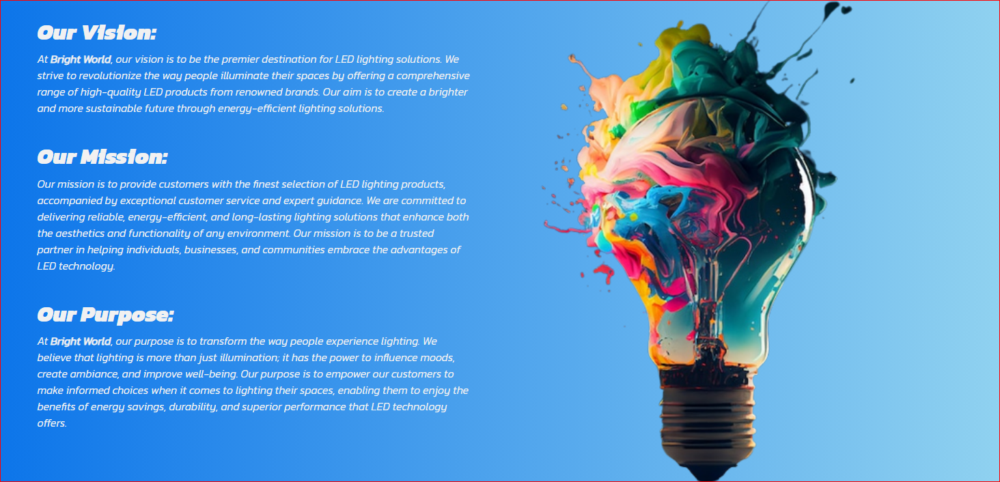 Our Vision:
At Bright World, our vision is to be the premier destination for LED lighting solutions. We
strive to revolutionize the way people illuminate their spaces by offering a comprehensive
range of high-quality LED products from renowned brands. Our aim is to create a brighter
and more sustainable future through energy-efficient lighting solutions.
Our Mission:
Our mission is to provide customers with the finest selection of LED lighting products,
accompanied by exceptional customer service and expert guidance. We are committed to
delivering reliable, energy-efficient, and long-lasting lighting solutions that enhance both
the aesthetics and functionality of any environment. Our mission is to be a trusted
partner in helping individuals, businesses, and communities embrace the advantages of
LED technology.
Our Purpose:
At Bright World, our purpose is to transform the way people experience lighting. We
believe that lighting is more than just illumination; it has the power to influence moods,
create ambiance, and improve well-being. Our purpose is to empower our customers to
make informed choices when it comes to lighting their spaces, enabling them to enjoy the
benefits of energy savings, durability, and superior performance that LED technology
offers.